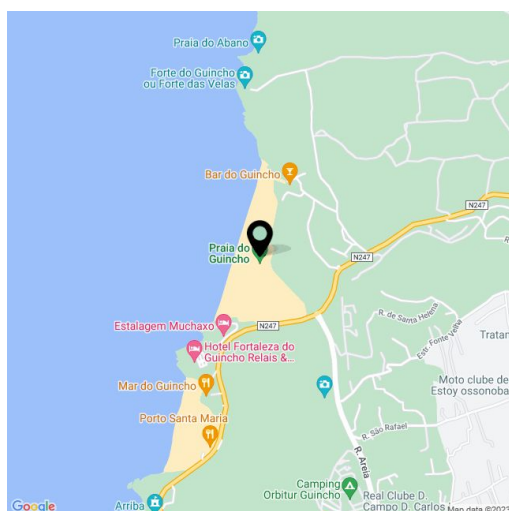 Praia do Abano
Forte do Guincho
ou Forte das Velas
Bar do Guincho
N247
N247
Praia do
Guincho
Estalagem Muchaxo
N247
R. de Santa Helena
Estr. Fonte Velha
Tratan
Hotel Fortaleza do
Guincho Relais &...
Mar do Guincho
Moto clube de
Estoy ossonoba
Porto Santa Maria
R. São Rafael
R. Areia
Camping
Orbitur Guincho
Arriba
Real Clube D.
Campo D. Carlos
Google
Map data ©2023